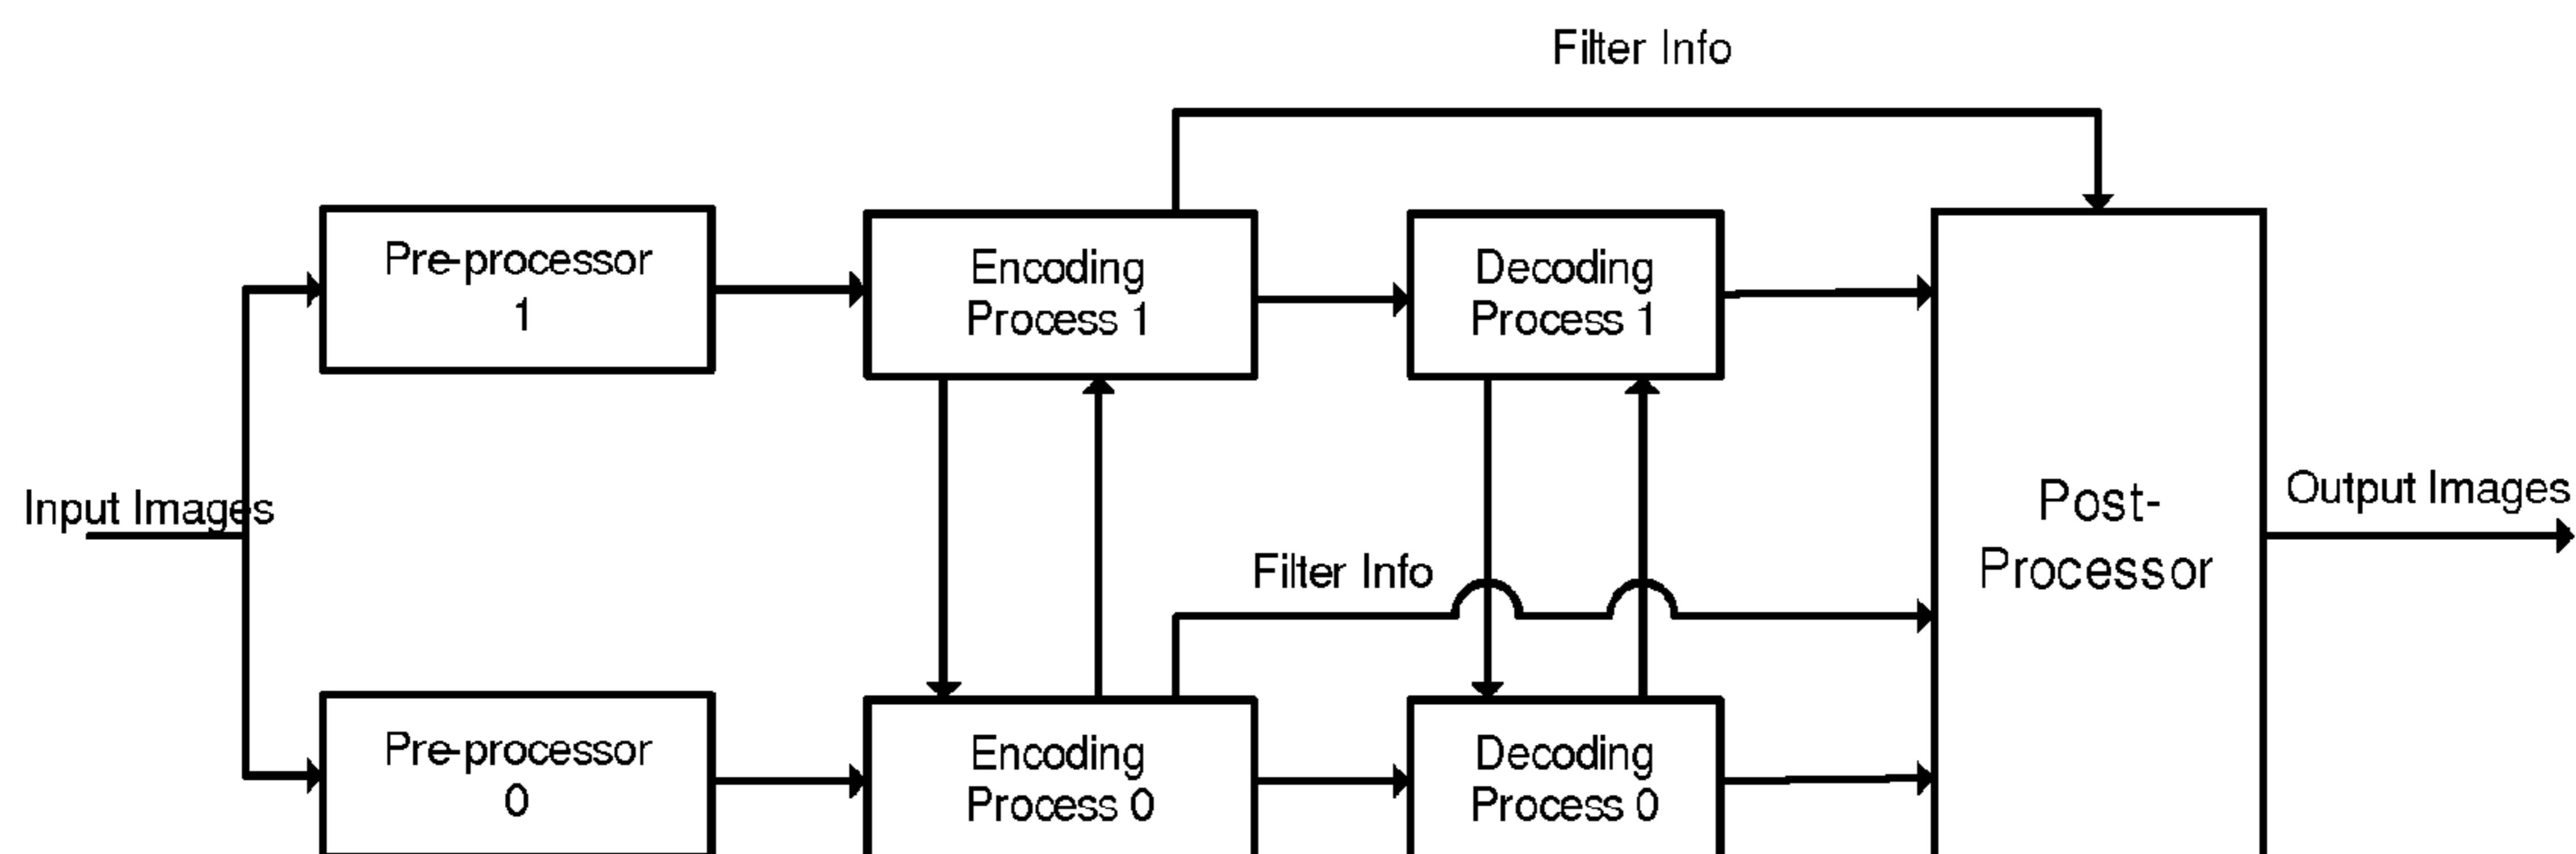 Filter Info
Pre-processor
1
Encoding
Process 1
Decoding
Process 1
Input Images
Filter Info
Post-
Processor
Output Images
Pre-processor
0
Encoding
Process 0
Decoding
Process 0